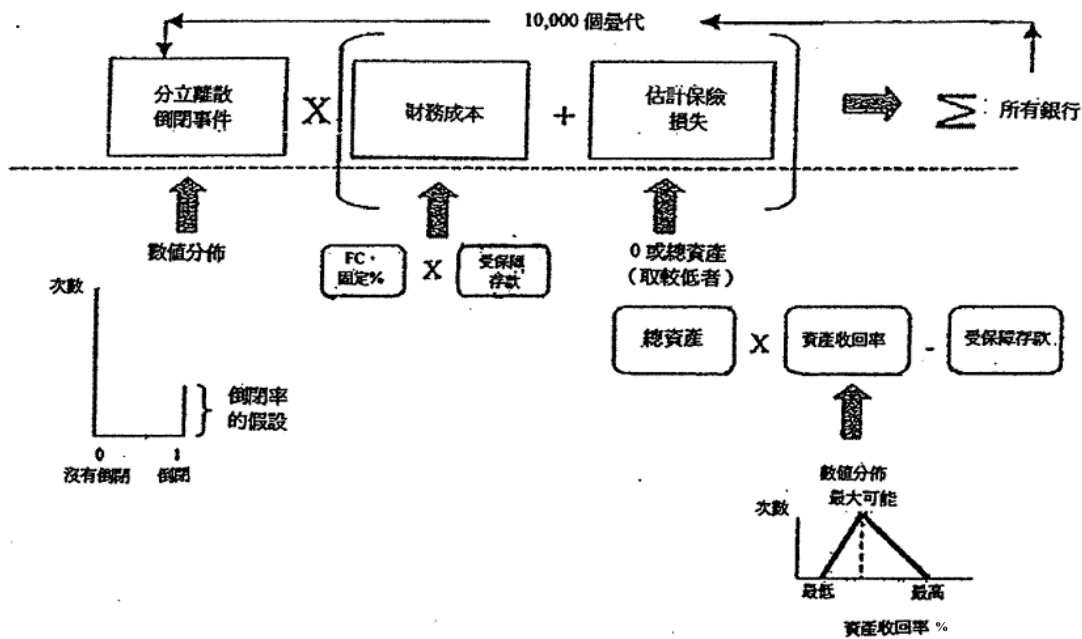 10,000 個疊代
分立離散
倒閉事件
X
財務成本
+
估計保險
損失
Σ
: 所有銀行
數值分佈
FC，
固定%
X
受保障
存款
0 或總資產
（取較低者）
總資產
X
資產收回率
-
受保障存款
次數
倒閉率
的假設
0
1
沒有倒閉
倒閉
數值分佈
最大可能
次數
最低
最高
資產收回率 %